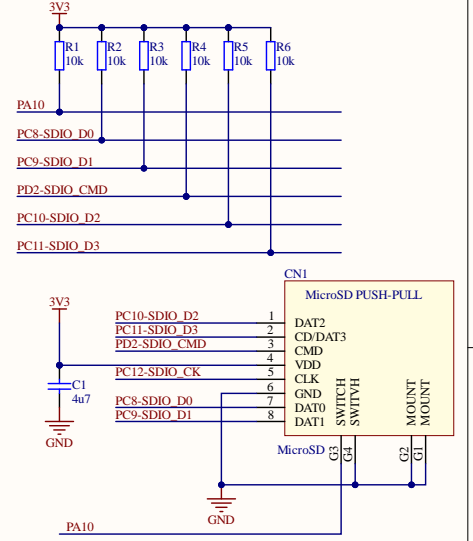 3V3
R1 R2 R3 R4 R5 R6
10k 10k 10k 10k 10k 10k
PA10
PC8-SDIO_D0
PC9-SDIO_D1
PD2-SDIO_CMD
PC10-SDIO_D2
PC11-SDIO_D3
CN1
MicroSD PUSH-PULL
3V3
PC10-SDIO_D2 1 DAT2
PC11-SDIO_D3 2 CD/DAT3
PD2-SDIO_CMD 3 CMD
4 VDD
PC12-SDIO_CK 5 CLK
C1
4u7
6 GND
PC8-SDIO_D0 7 DAT0
PC9-SDIO_D1 8 DAT1
GND
SWITCH
SWITVH
MOUNT
MOUNT
MicroSD
G3
G4
G2
G1
GND
PA10